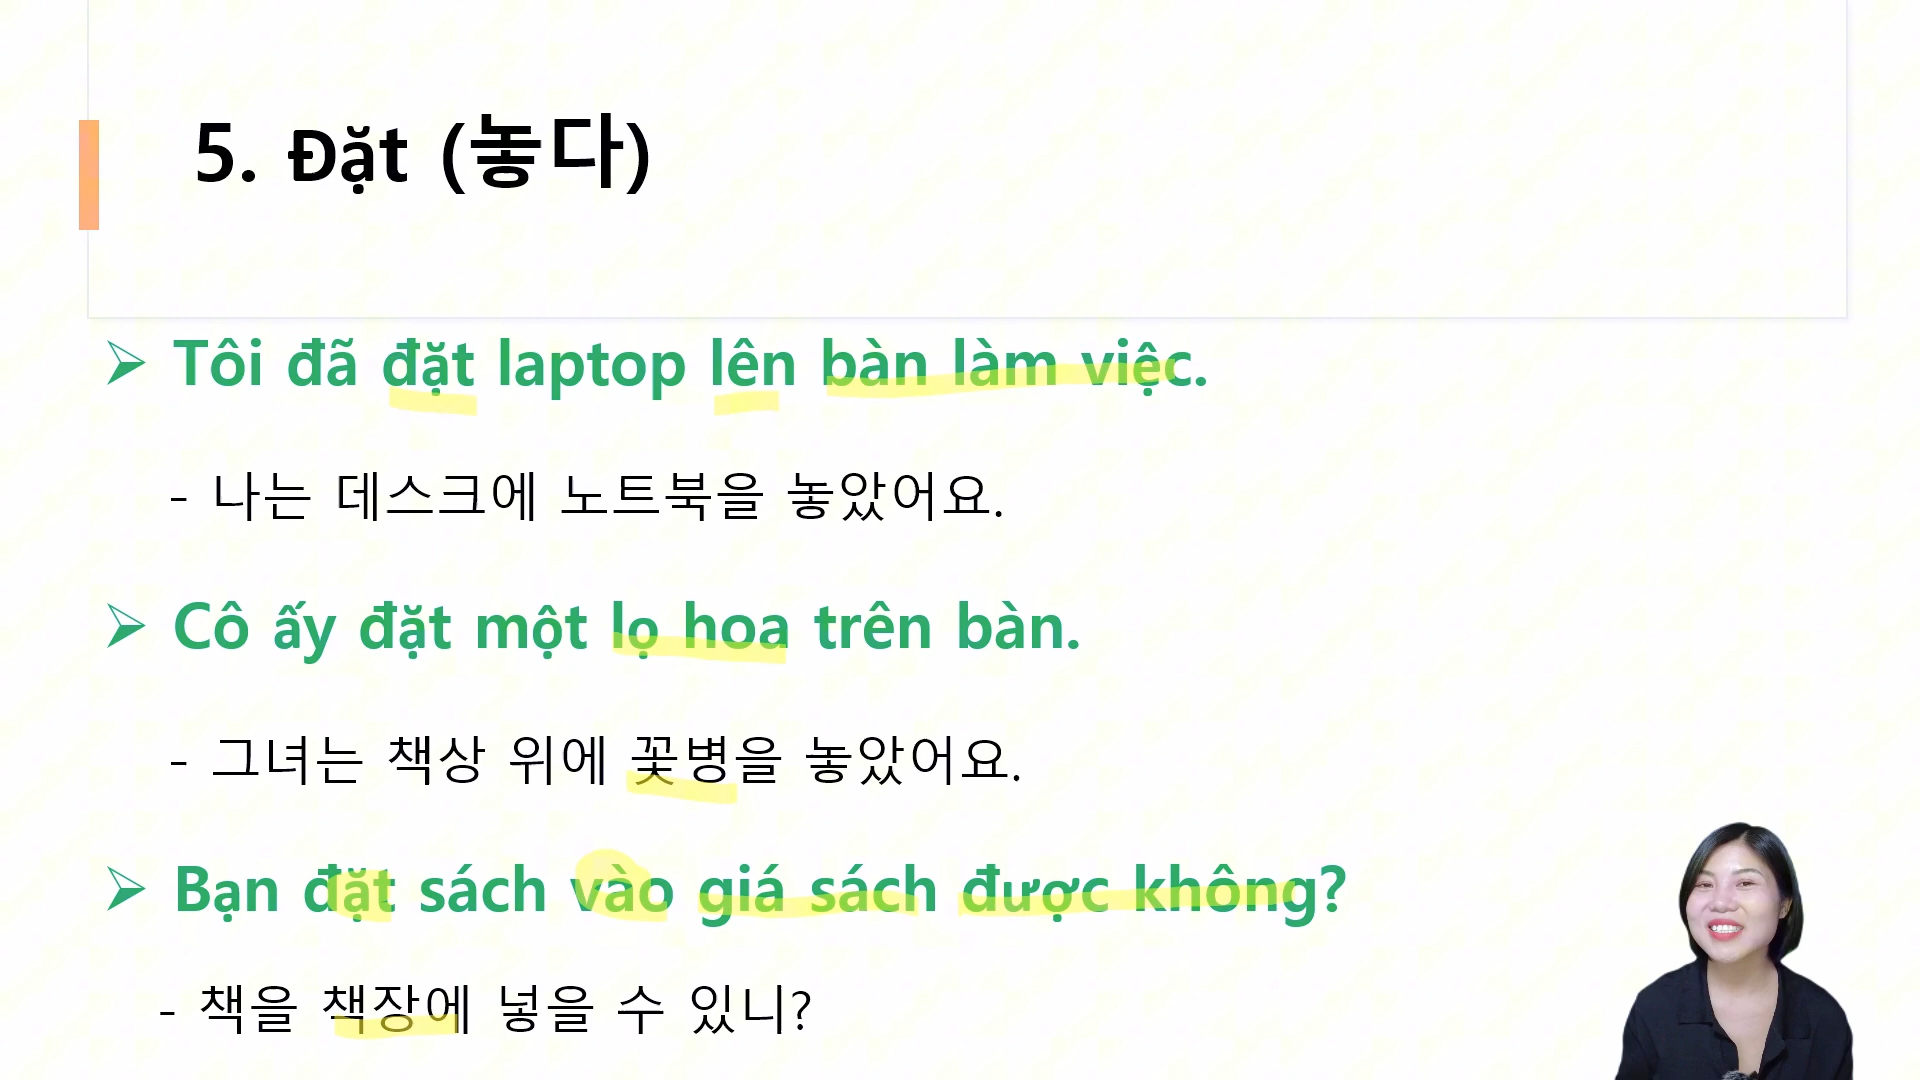 5. Đặt (놓다)
➢ Tôi đã đặt laptop lên bàn làm việc.
- 나는 데스크에 노트북을 놓았어요.
➢ Cô ấy đặt một lọ hoa trên bàn.
- 그녀는 책상 위에 꽃병을 놓았어요.
➢ Bạn đặt sách vào giá sách được không?
- 책을 책장에 넣을 수 있니?